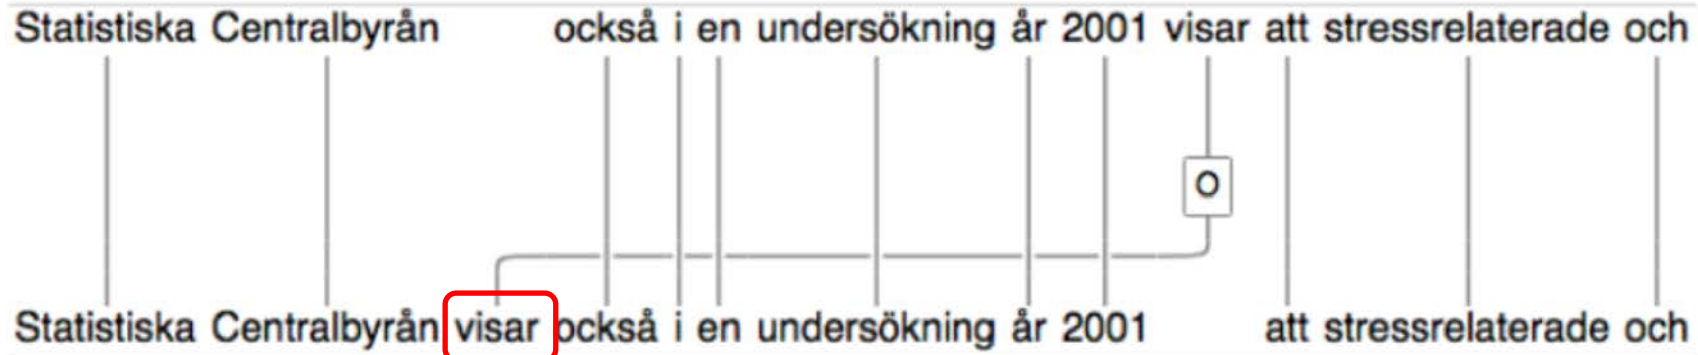 Statistiska Centralbyrån också i en undersökning år 2001 visar att stressrelaterade och
O
Statistiska Centralbyrån visar också i en undersökning år 2001 att stressrelaterade och